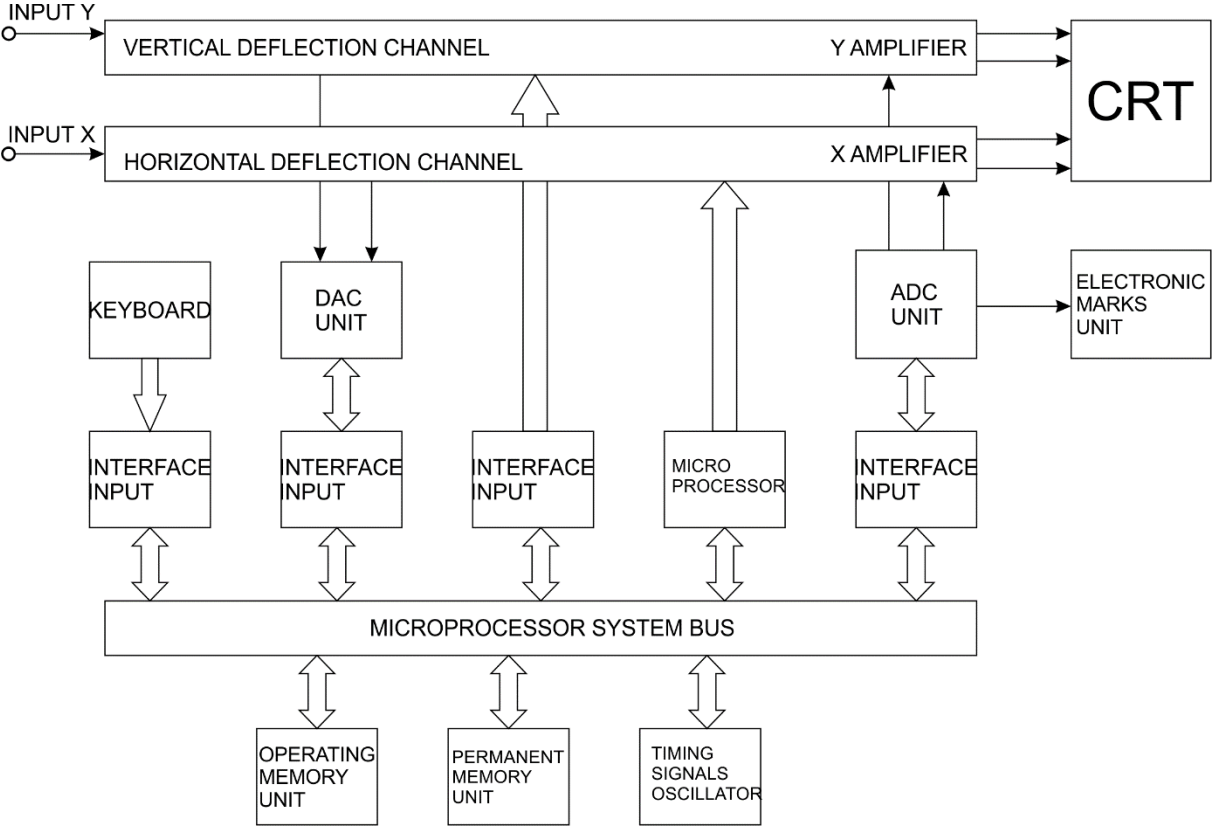 INPUT Y
VERTICAL DEFLECTION CHANNEL
Y AMPLIFIER
CRT
INPUT X
HORIZONTAL DEFLECTION CHANNEL
X AMPLIFIER
KEYBOARD
DAC
UNIT
ADC
UNIT
ELECTRONIC
MARKS
UNIT
INTERFACE
INPUT
INTERFACE
INPUT
INTERFACE
INPUT
MICRO
PROCESSOR
INTERFACE
INPUT
MICROPROCESSOR SYSTEM BUS
OPERATING
MEMORY
UNIT
PERMANENT
MEMORY
UNIT
TIMING
SIGNALS
OSCILLATOR